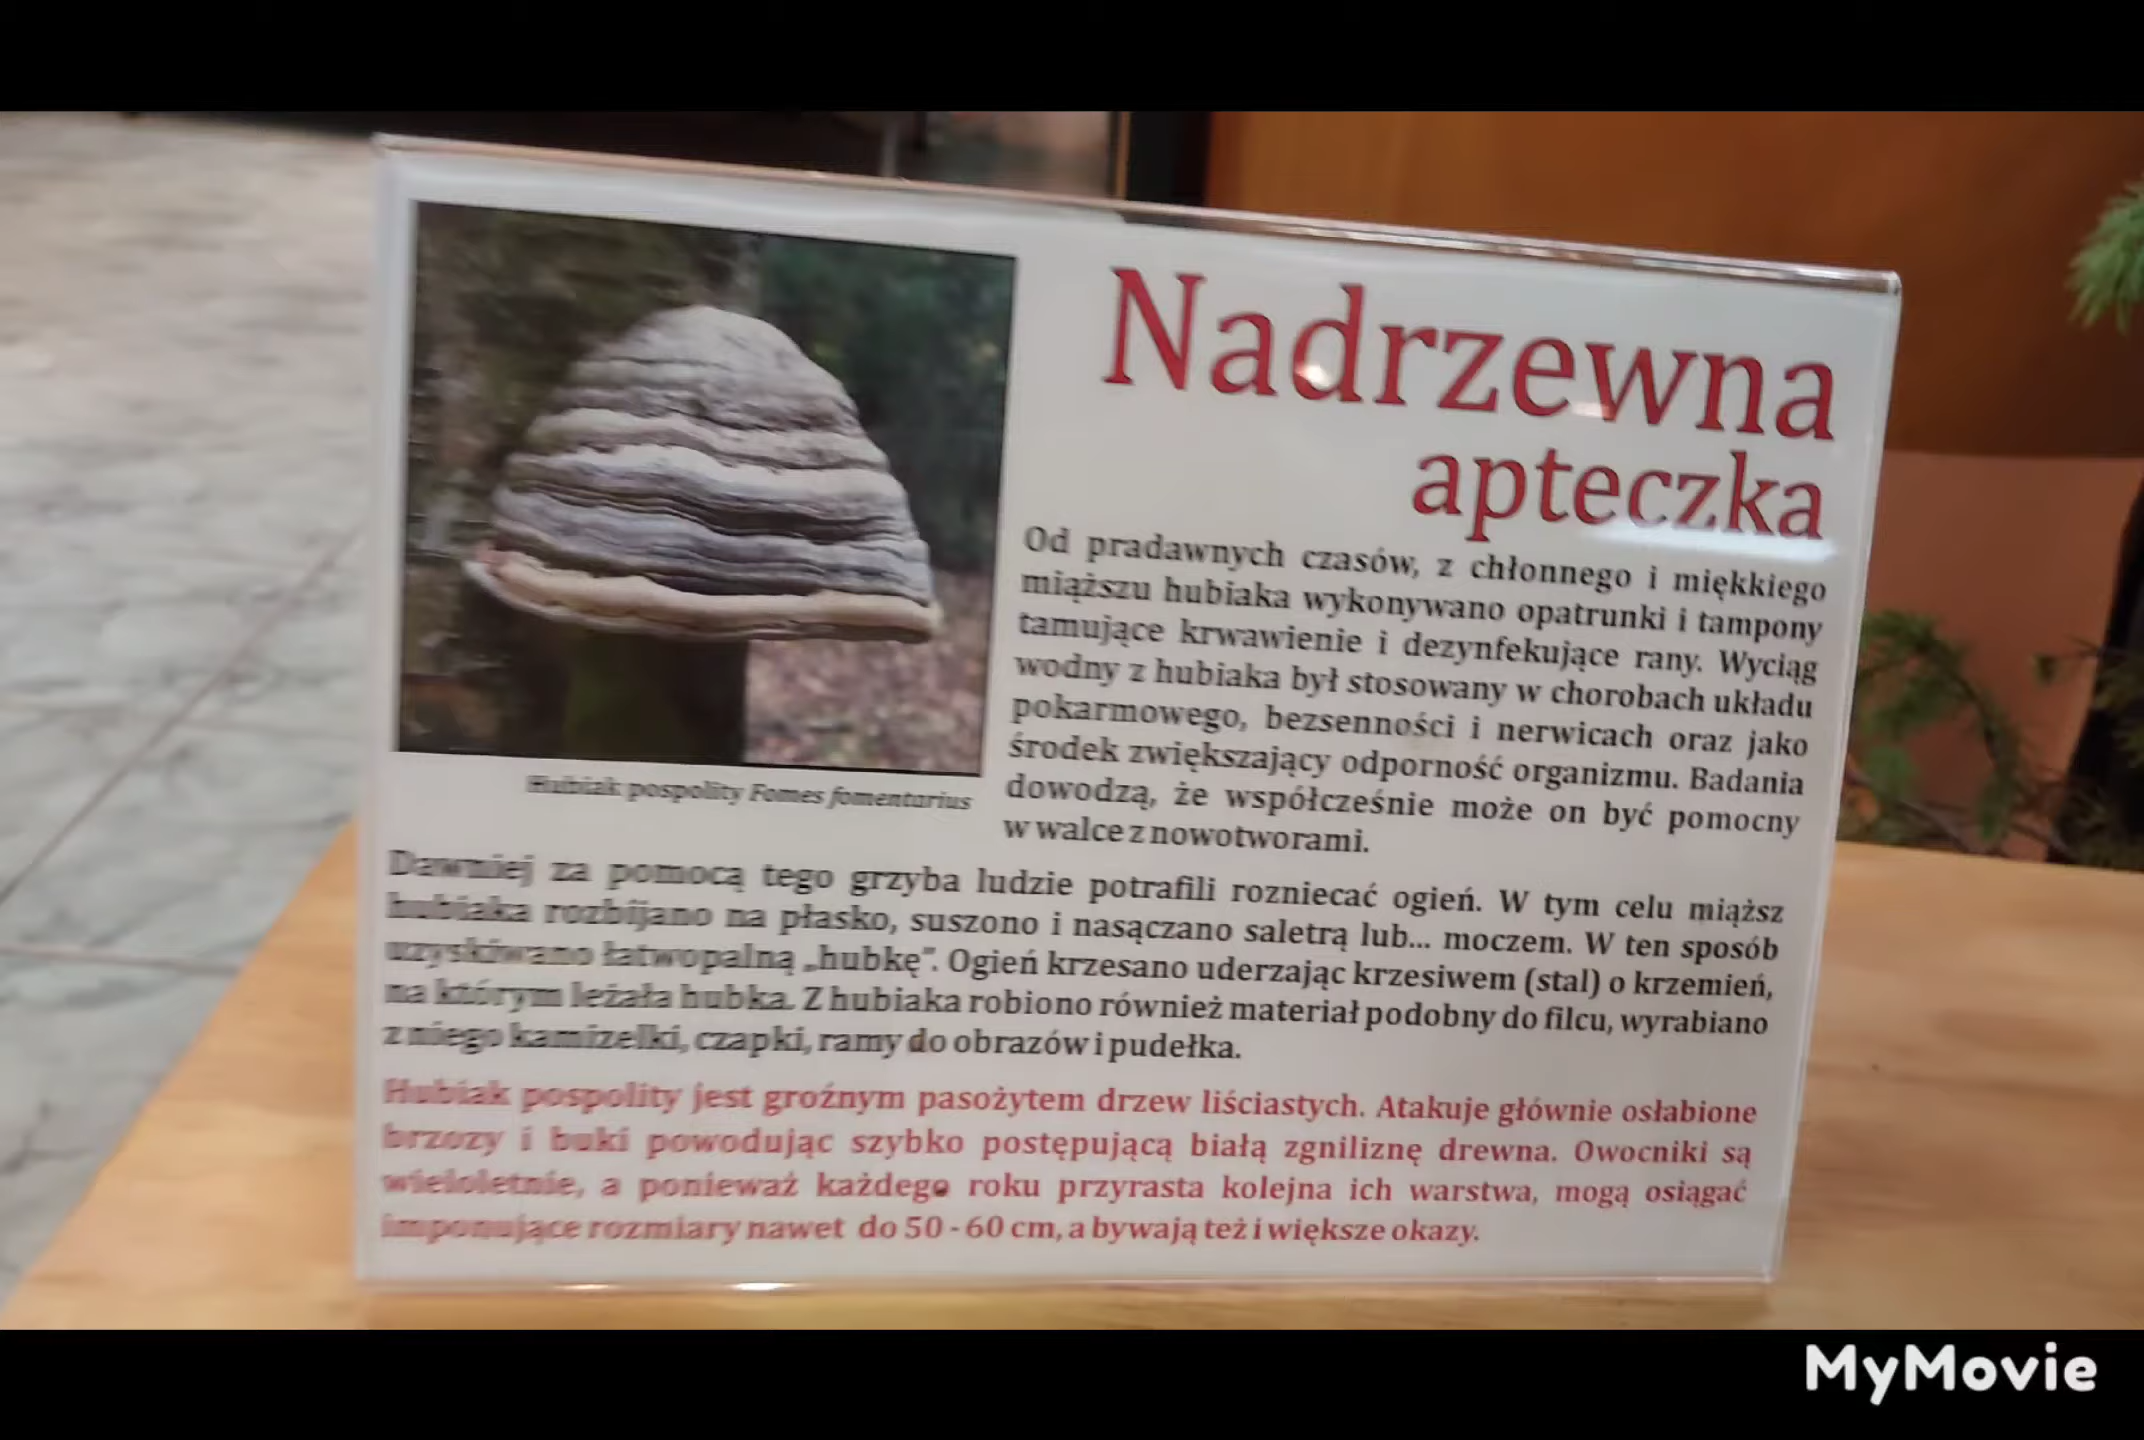 Nadrzewna
apteczka
Od pradawnych czasów, z chłonnego i miękkiego
miąższu hubiaka wykonywano opatrunki i tampony
tamujące krwawienie i dezynfekujące rany. Wyciąg
wodny z hubiaka był stosowany w chorobach układu
pokarmowego, bezsenności i nerwicach oraz jako
środek zwiększający odporność organizmu. Badania
dowodzą, że współcześnie może on być pomocny
w walce z nowotworami.
Hubiak pospolity Fomes fomentarius
Dawniej za pomocą tego grzyba ludzie potrafili rozniecać ogień. W tym celu miąższ
hubiaka rozbijano na płasko, suszono i nasączano saletrą lub... moczem. W ten sposób
uzyskiwano łatwopalną „hubkę”. Ogień krzesano uderzając krzesiwem (stal) o krzemień,
na którym leżała hubka. Z hubiaka robiono również materiał podobny do filcu, wyrabiano
z niego kamizelki, czapki, ramy do obrazów i pudełka.
Hubiak pospolity jest groźnym pasożytem drzew liściastych. Atakuje głównie osłabione
brzozy i buki powodując szybko postępującą białą zgniliznę drewna. Owocniki są
wieloletnie, a ponieważ każdego roku przyrasta kolejna ich warstwa, mogą osiągać
imponujące rozmiary nawet do 50 - 60 cm, a bywają też i większe okazy.
MyMovie